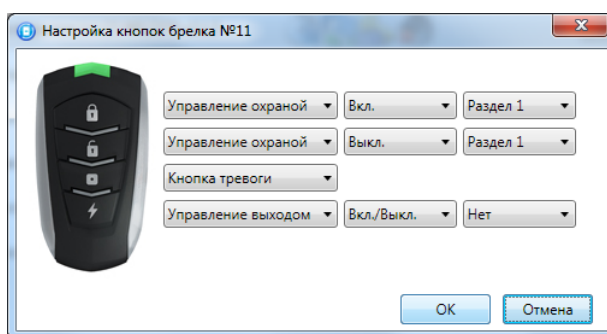 Настройка кнопок брелка №11
Управление охраной Вкл. Раздел 1
Управление охраной Выкл. Раздел 1
Кнопка тревоги
Управление выходом Вкл./Выкл. Нет
OK Отмена